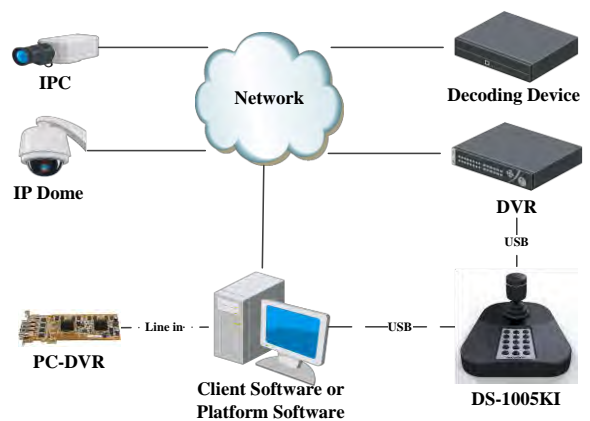 IPC
Network
Decoding Device
IP Dome
DVR
USB
Line in
USB
PC-DVR
Client Software or
Platform Software
DS-1005KI